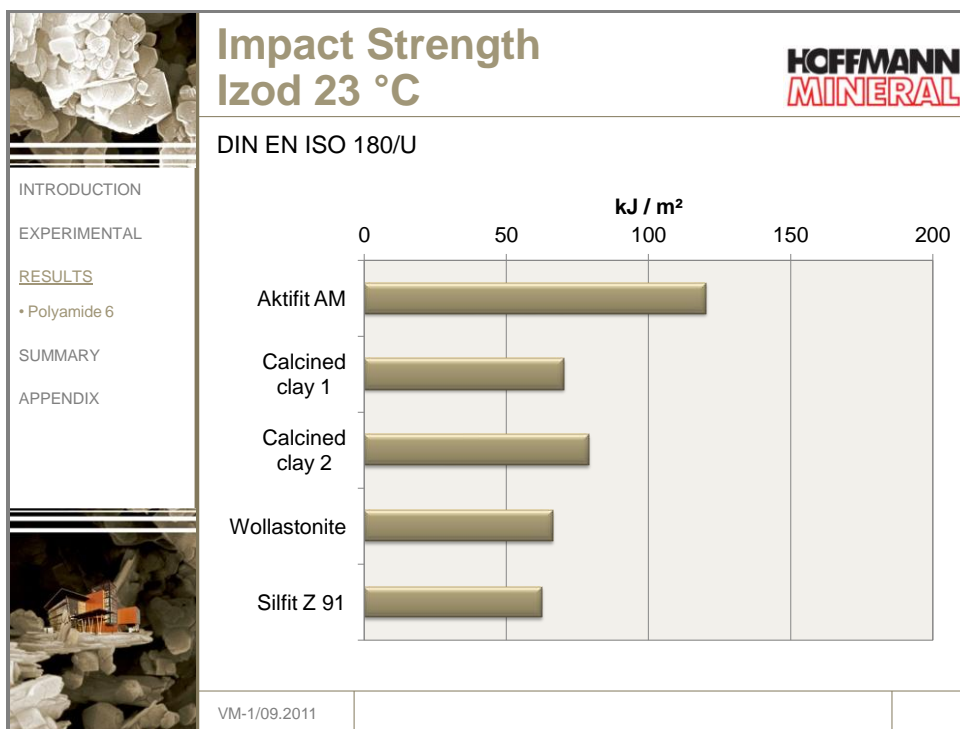 Impact Strength
Izod 23 °C
HOFFMANN
MINERAL
DIN EN ISO 180/U
INTRODUCTION
EXPERIMENTAL
RESULTS
• Polyamide 6
SUMMARY
APPENDIX
kJ / m²
0 50 100 150 200
Aktifit AM
Calcined
clay 1
Calcined
clay 2
Wollastonite
Silfit Z 91
VM-1/09.2011